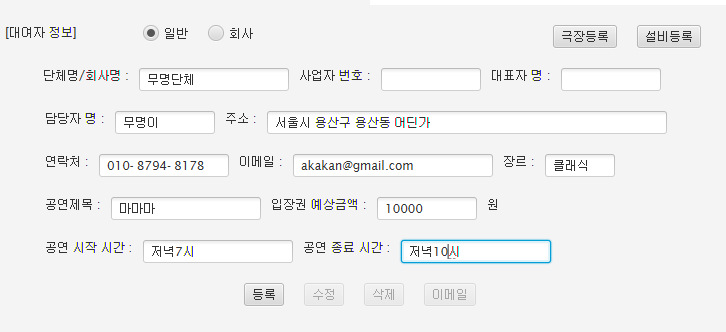 [대여자 정보] 일반 회사 극장등록 설비등록
단체명/회사명 : 무명단체 사업자 번호 : 대표자 명 :
담당자 명 : 무명이 주소 : 서울시 용산구 용산동 어딘가
연락처 : 010- 8794- 8178 이메일 : akakan@gmail.com 장르 : 클래식
공연제목 : 마마마 입장권 예상금액 : 10000 원
공연 시작 시간 : 저녁7시 공연 종료 시간 : 저녁10시
등록 수정 삭제 이메일